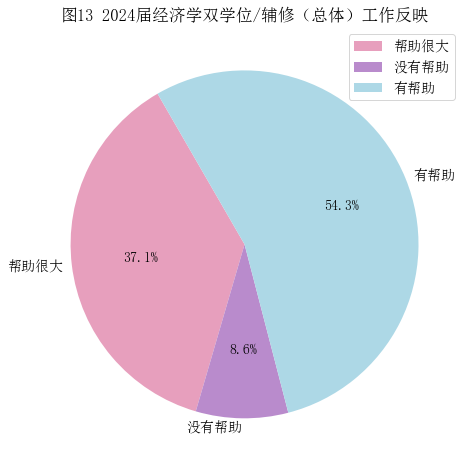 图13 2024届经济学双学位/辅修（总体）工作反映
帮助很大
没有帮助
有帮助
有帮助
54.3%
37.1%
帮助很大
8.6%
没有帮助